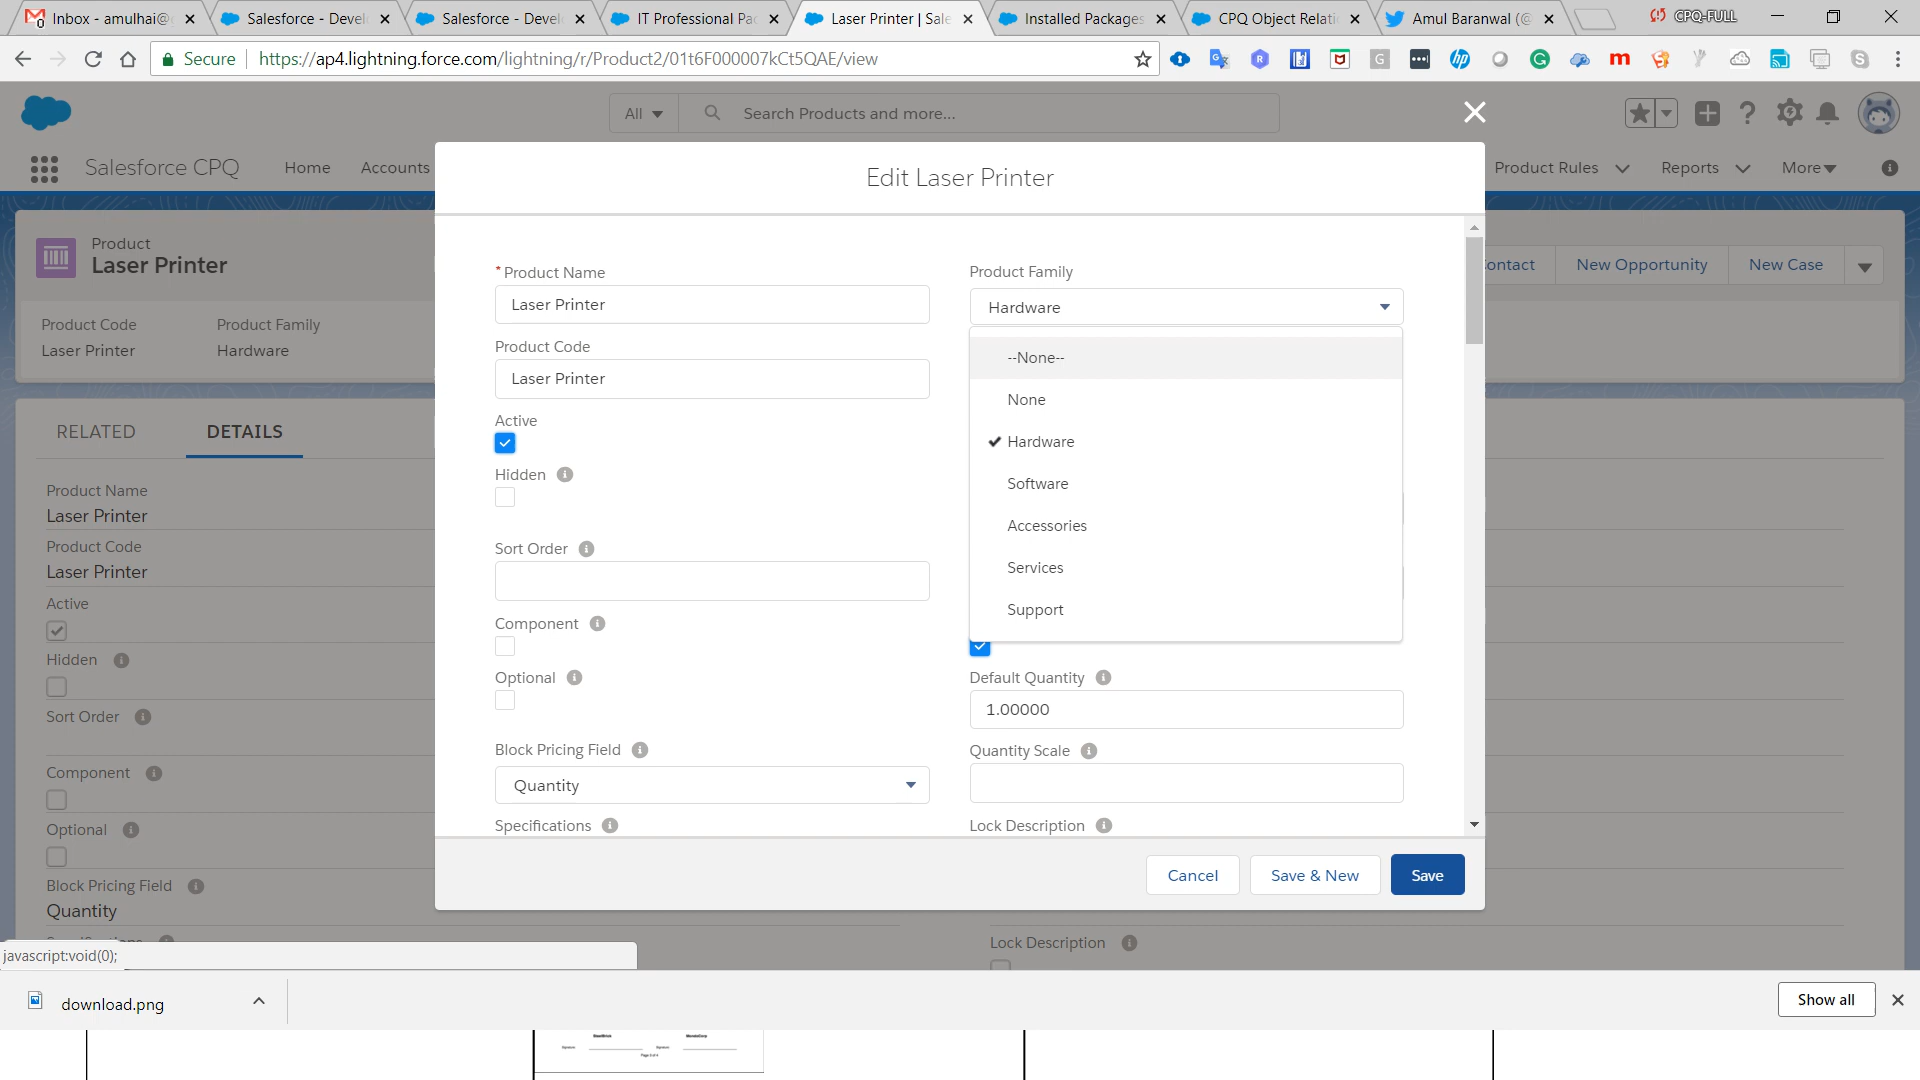 Inbox - amulhai@
Salesforce - Devel
Salesforce - Devel
IT Professional Pac
Laser Printer | Sale
Installed Packages
CPQ Object Relati
Amul Baranwal (@
CPQ-FULL
Secure
https://ap4.lightning.force.com/lightning/r/Product2/01t6F000007kCt5QAE/view
All
Search Products and more...
Salesforce CPQ
Home
Accounts
Product Rules
Reports
More
Edit Laser Printer
Product
Laser Printer
ontact
New Opportunity
New Case
Product Code
Laser Printer
Product Family
Hardware
RELATED
DETAILS
Product Name
Laser Printer
Product Code
Laser Printer
Active
Hidden
Sort Order
Component
Optional
Block Pricing Field
Quantity
Lock Description
*Product Name
Laser Printer
Product Code
Laser Printer
Active
Hidden
Sort Order
Component
Optional
Block Pricing Field
Quantity
Specifications
Product Family
Hardware
--None--
None
Hardware
Software
Accessories
Services
Support
Default Quantity
1.00000
Quantity Scale
Lock Description
Cancel
Save & New
Save
javascript:void(0);
download.png
Show all